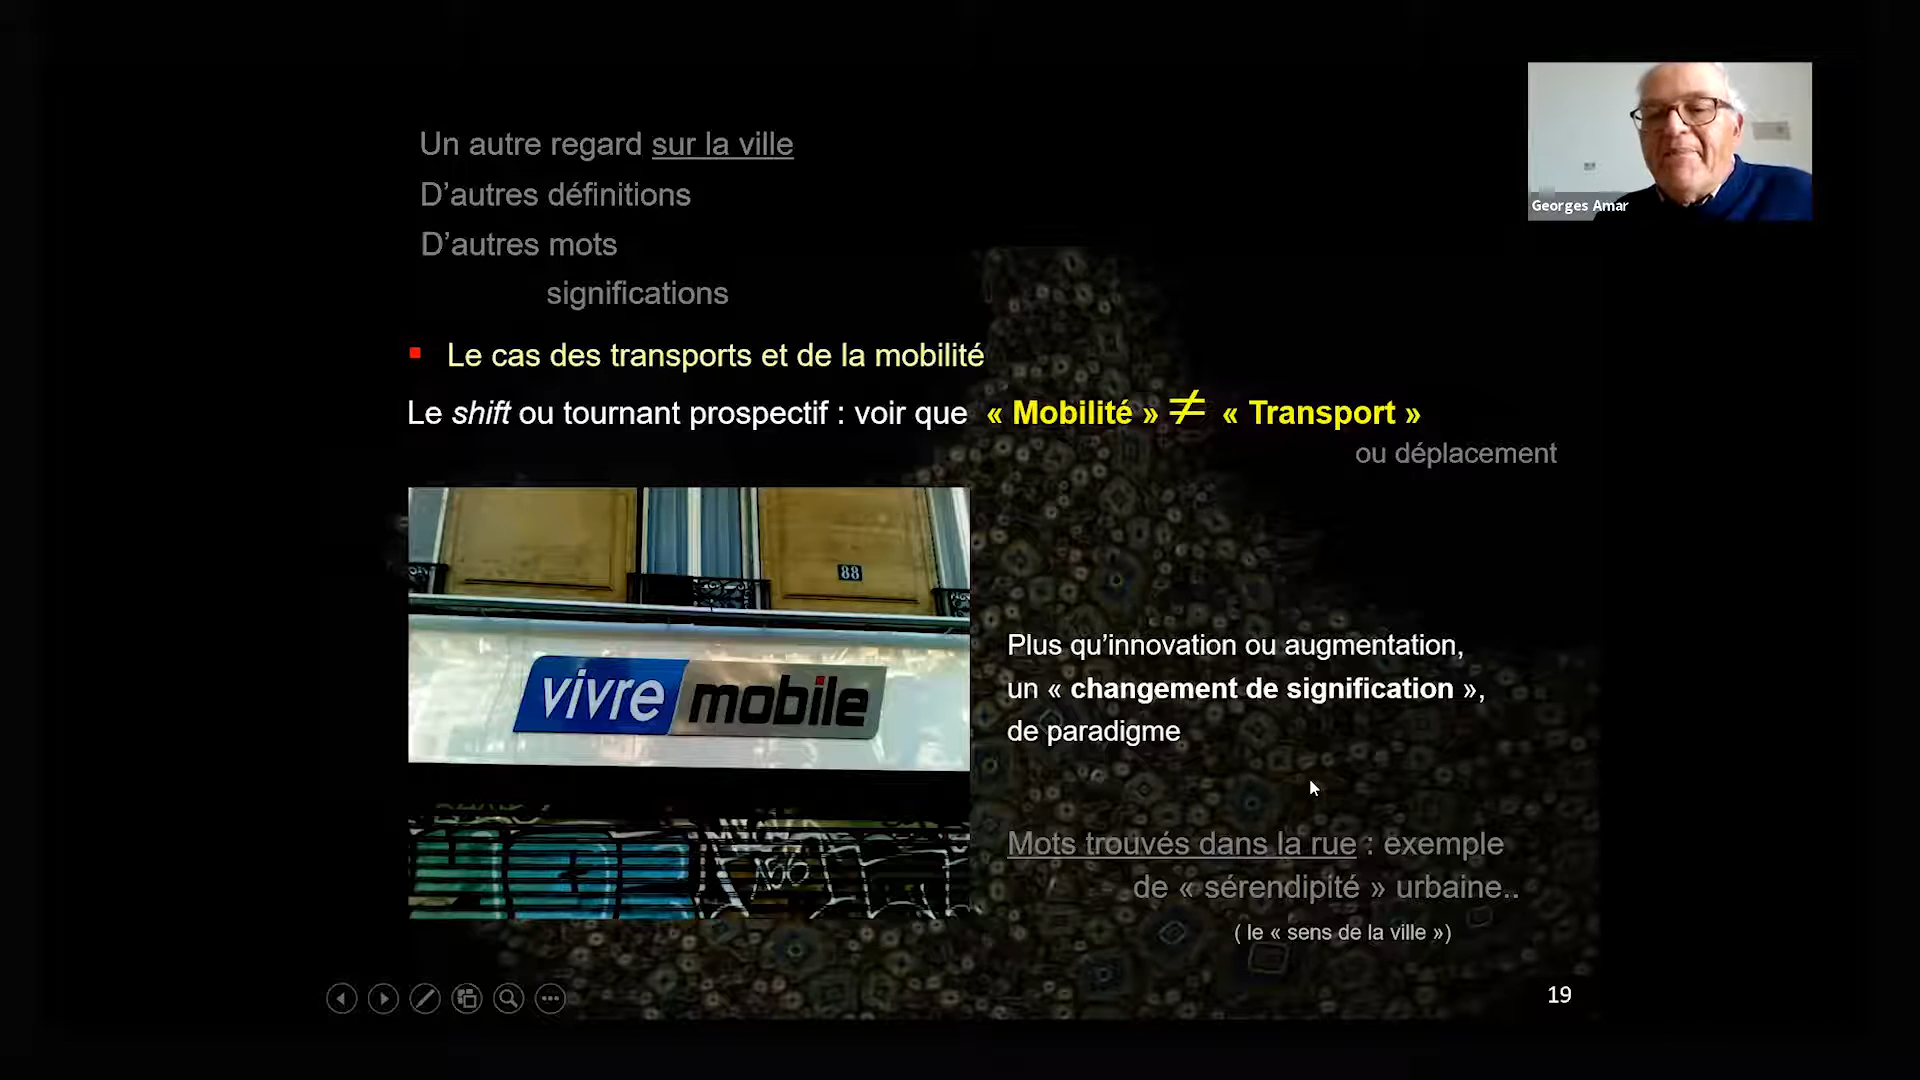 Un autre regard sur la ville
Georges Amar
D’autres définitions
D’autres mots
significations
Le cas des transports et de la mobilité
Le shift ou tournant prospectif : voir que « Mobilité » ≠ « Transport »
ou déplacement
88
vivre mobile
Plus qu’innovation ou augmentation,
un « changement de signification »,
de paradigme
Mots trouvés dans la rue : exemple
de « sérendipité » urbaine..
( le « sens de la ville »)
19